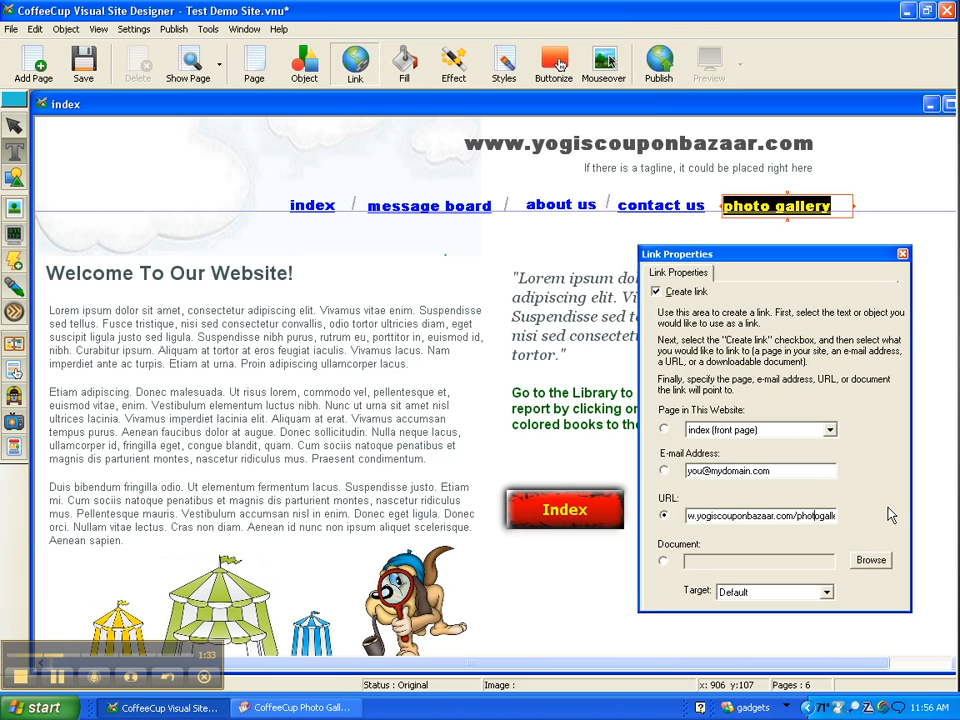 CoffeeCup Visual Site Designer - Test Demo Site.vnu*
File Edit Object View Settings Publish Tools Window Help
Add Page Save Delete Show Page Page Object Link Fill Effect Styles Buttonize Mouseover Publish Preview
index
www.yogiscouponbazaar.com
If there is a tagline, it could be placed right here
index / message board / about us / contact us photo gallery
Welcome To Our Website!
Lorem ipsum dolor sit amet, consectetur adipiscing elit. Vivamus vitae enim. Suspendisse
sed tellus. Fusce tristique, nisi sed consectetur convallis, odio tortor ultricies diam, eget
suscipit ligula justo sed ligula. Suspendisse nibh purus, rutrum eu, porttitor in, euismod id,
nibh. Curabitur ipsum. Aliquam at tortor at eros feugiat iaculis. Vivamus lacus. Nam
imperdiet ante ac turpis. Etiam at urna. Proin adipiscing ullamcorper lacus.
Etiam adipiscing. Donec malesuada. Ut risus lorem, commodo vel, pellentesque et,
euismod vitae, enim. Vestibulum elementum luctus nibh. Nunc ut urna sit amet nisl
ultrices lacinia. Vivamus imperdiet lacinia elit. Aliquam at erat. Vivamus accumsan
tempus purus. Aenean faucibus dolor at augue. Donec sollicitudin. Nulla neque lacus,
ullamcorper id, fringilla eget, congue blandit, quam. Cum sociis natoque penatibus et
magnis dis parturient montes, nascetur ridiculus mus. Praesent condimentum.
Duis bibendum fringilla odio. Ut elementum fermentum lacus. Suspendisse justo. Etiam
mi. Cum sociis natoque penatibus et magnis dis parturient montes, nascetur ridiculus
mus. Proin accumsan nisl in enim. Donec eget lacus. Vivamus dolor lacus,
orci. Nullam vitae lectus. Cras non diam. Aenean id nunc non ipsum aliquet scelerisque.
Aenean sapien.
"Lorem ipsum dol
adipiscing elit. Vi
Suspendisse sed t
nisi sed consectet
tortor."
Go to the Library to
report by clicking or
colored books to the
Index
Link Properties
Link Properties
Create link
Use this area to create a link. First, select the text or object you
would like to use as a link.
Next, select the "Create link" checkbox, and then select what
you would like to link to (a page in your site, an e-mail address,
a URL, or a downloadable document).
Finally, specify the page, e-mail address, URL, or document
the link will point to.
Page in This Website:
index (front page)
E-mail Address:
you@mydomain.com
URL:
w.yogiscouponbazaar.com/photogalle
Document:
Browse
Target: Default
1:33
Status : Original Image : x: 906 y:107 Pages : 6
start CoffeeCup Visual Site... CoffeeCup Photo Gall... gadgets 71° 11:56 AM